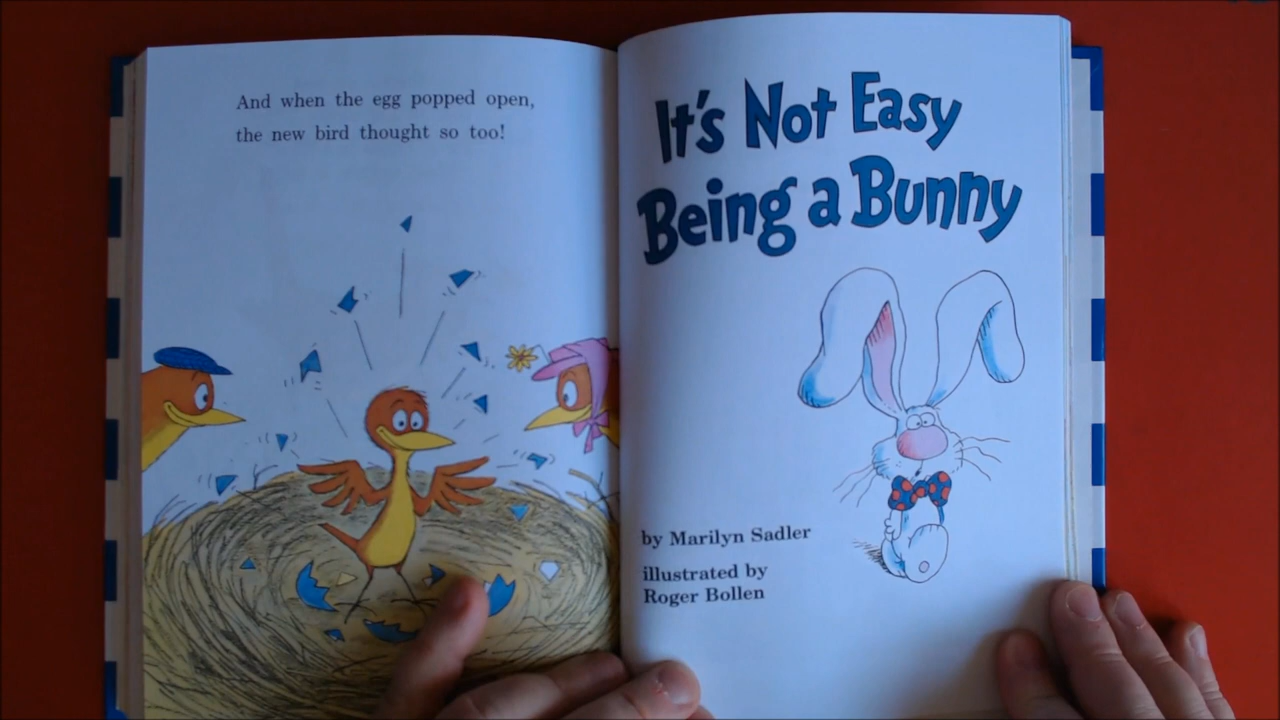 And when the egg popped open,
the new bird thought so too!
It's Not Easy
Being a Bunny
by Marilyn Sadler
illustrated by
Roger Bollen